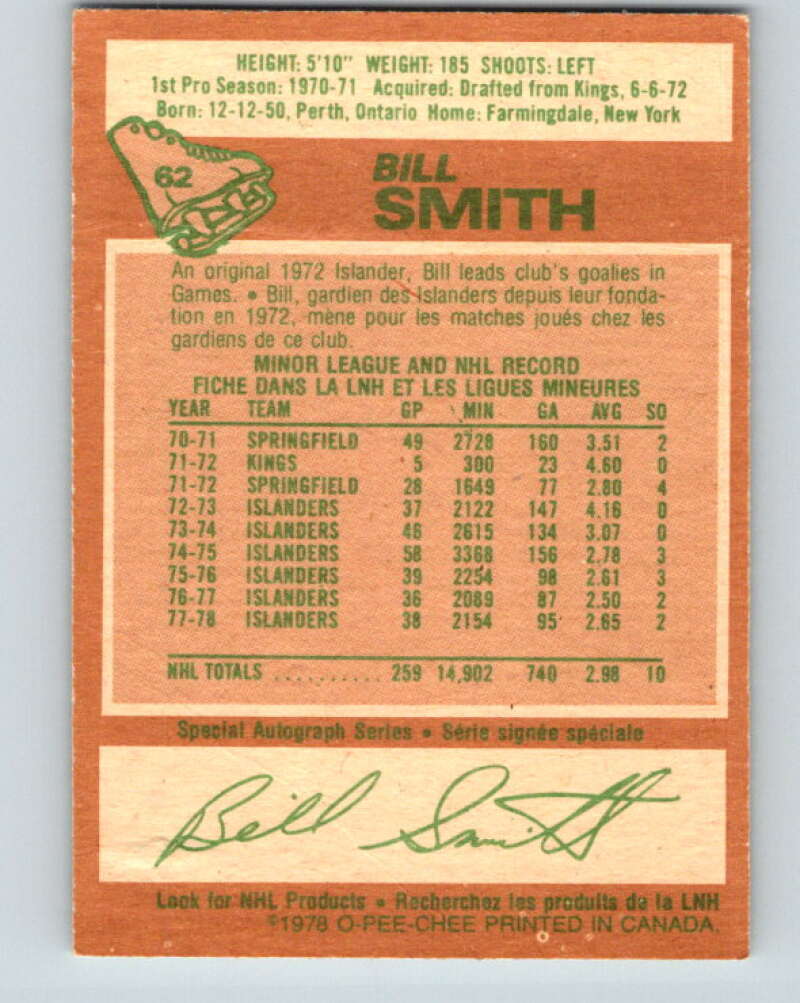 HEIGHT: 5'10" WEIGHT: 185 SHOOTS: LEFT
1st Pro Season: 1970-71 Acquired: Drafted from Kings, 6-6-72
Born: 12-12-50, Perth, Ontario Home: Farmingdale, New York
62
BILL
SMITH
An original 1972 Islander, Bill leads club's goalies in
Games. • Bill, gardien des Islanders depuis leur fonda-
tion en 1972, mène pour les matches joués chez les
gardiens de ce club.
MINOR LEAGUE AND NHL RECORD
FICHE DANS LA LNH ET LES LIGUES MINEURES
YEAR TEAM GP MIN GA AVG SO
70-71 SPRINGFIELD 49 2728 160 3.51 2
71-72 KINGS 5 300 23 4.60 0
71-72 SPRINGFIELD 28 1649 77 2.80 4
72-73 ISLANDERS 37 2122 147 4.16 0
73-74 ISLANDERS 46 2615 134 3.07 0
74-75 ISLANDERS 58 3368 156 2.78 3
75-76 ISLANDERS 39 2254 98 2.61 3
76-77 ISLANDERS 36 2089 87 2.50 2
77-78 ISLANDERS 38 2154 95 2.65 2
NHL TOTALS .......... 259 14,902 740 2.98 10
Special Autograph Series • Série signée spéciale
Bill Smith
Look for NHL Products • Recherchez les produits de la LNH
©1978 O-PEE-CHEE PRINTED IN CANADA.